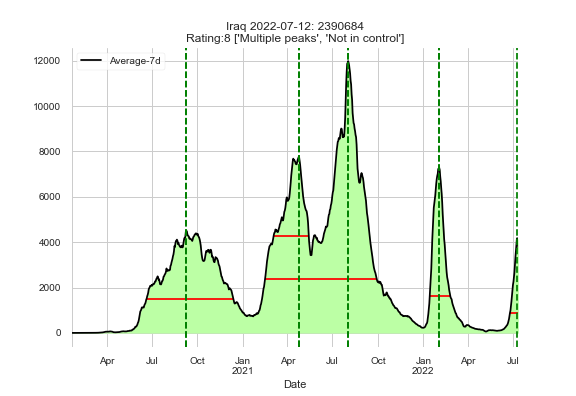 Iraq 2022-07-12: 2390684
Rating:8 ['Multiple peaks', 'Not in control']
Average-7d
12000
10000
8000
6000
4000
2000
0
Apr Jul Oct Jan Apr Jul Oct Jan Apr Jul
2021 2022
Date